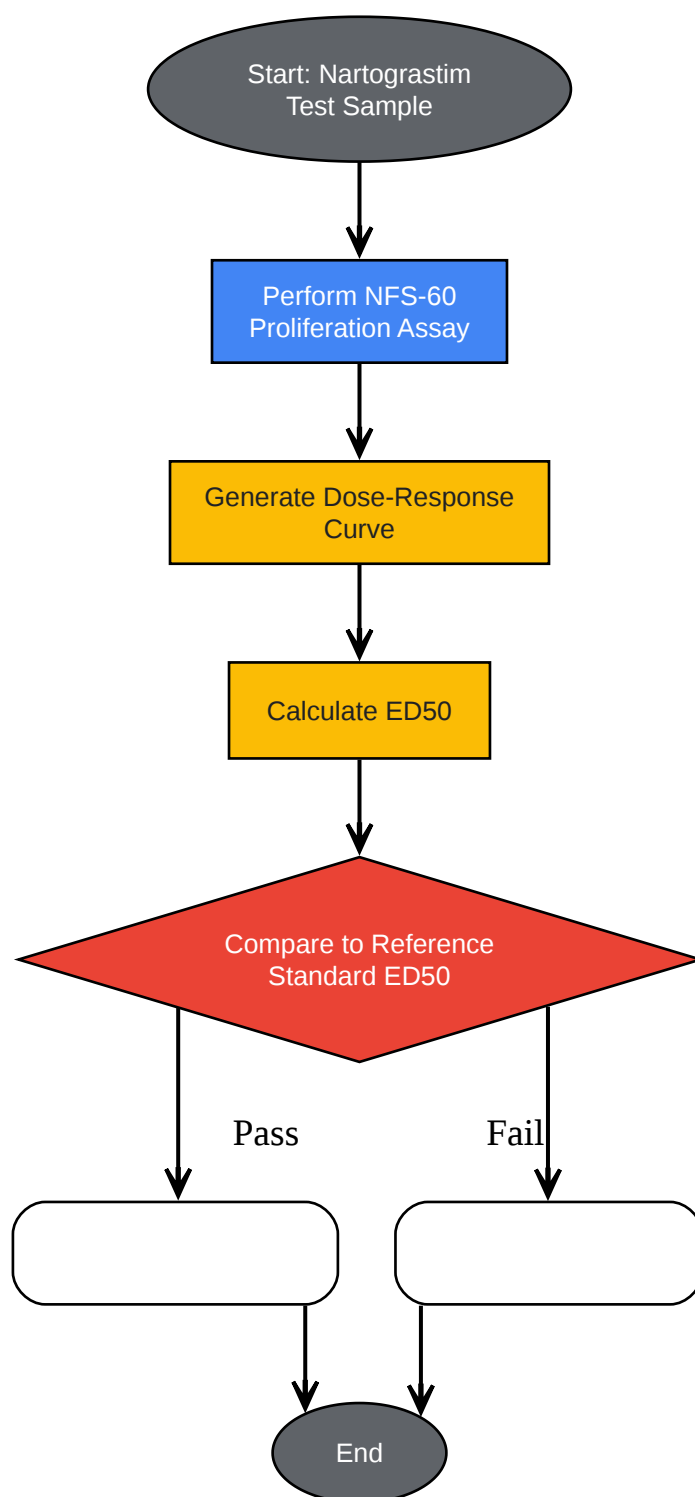 Start: Nartograstim
Test Sample
Perform NFS-60
Proliferation Assay
Generate Dose-Response
Curve
Calculate ED50
Compare to Reference
Standard ED50
Pass
Fail
End